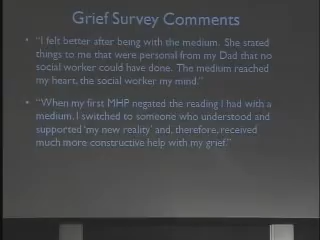 Grief Survey Comments
• "I felt better after being with the medium. She stated
things to me that were personal from my Dad that no
social worker could have done. The medium reached
my heart, the social worker my mind."
• "When my first MHP negated the reading I had with a
medium, I switched to someone who understood and
supported 'my new reality' and, therefore, received
much more constructive help with my grief."